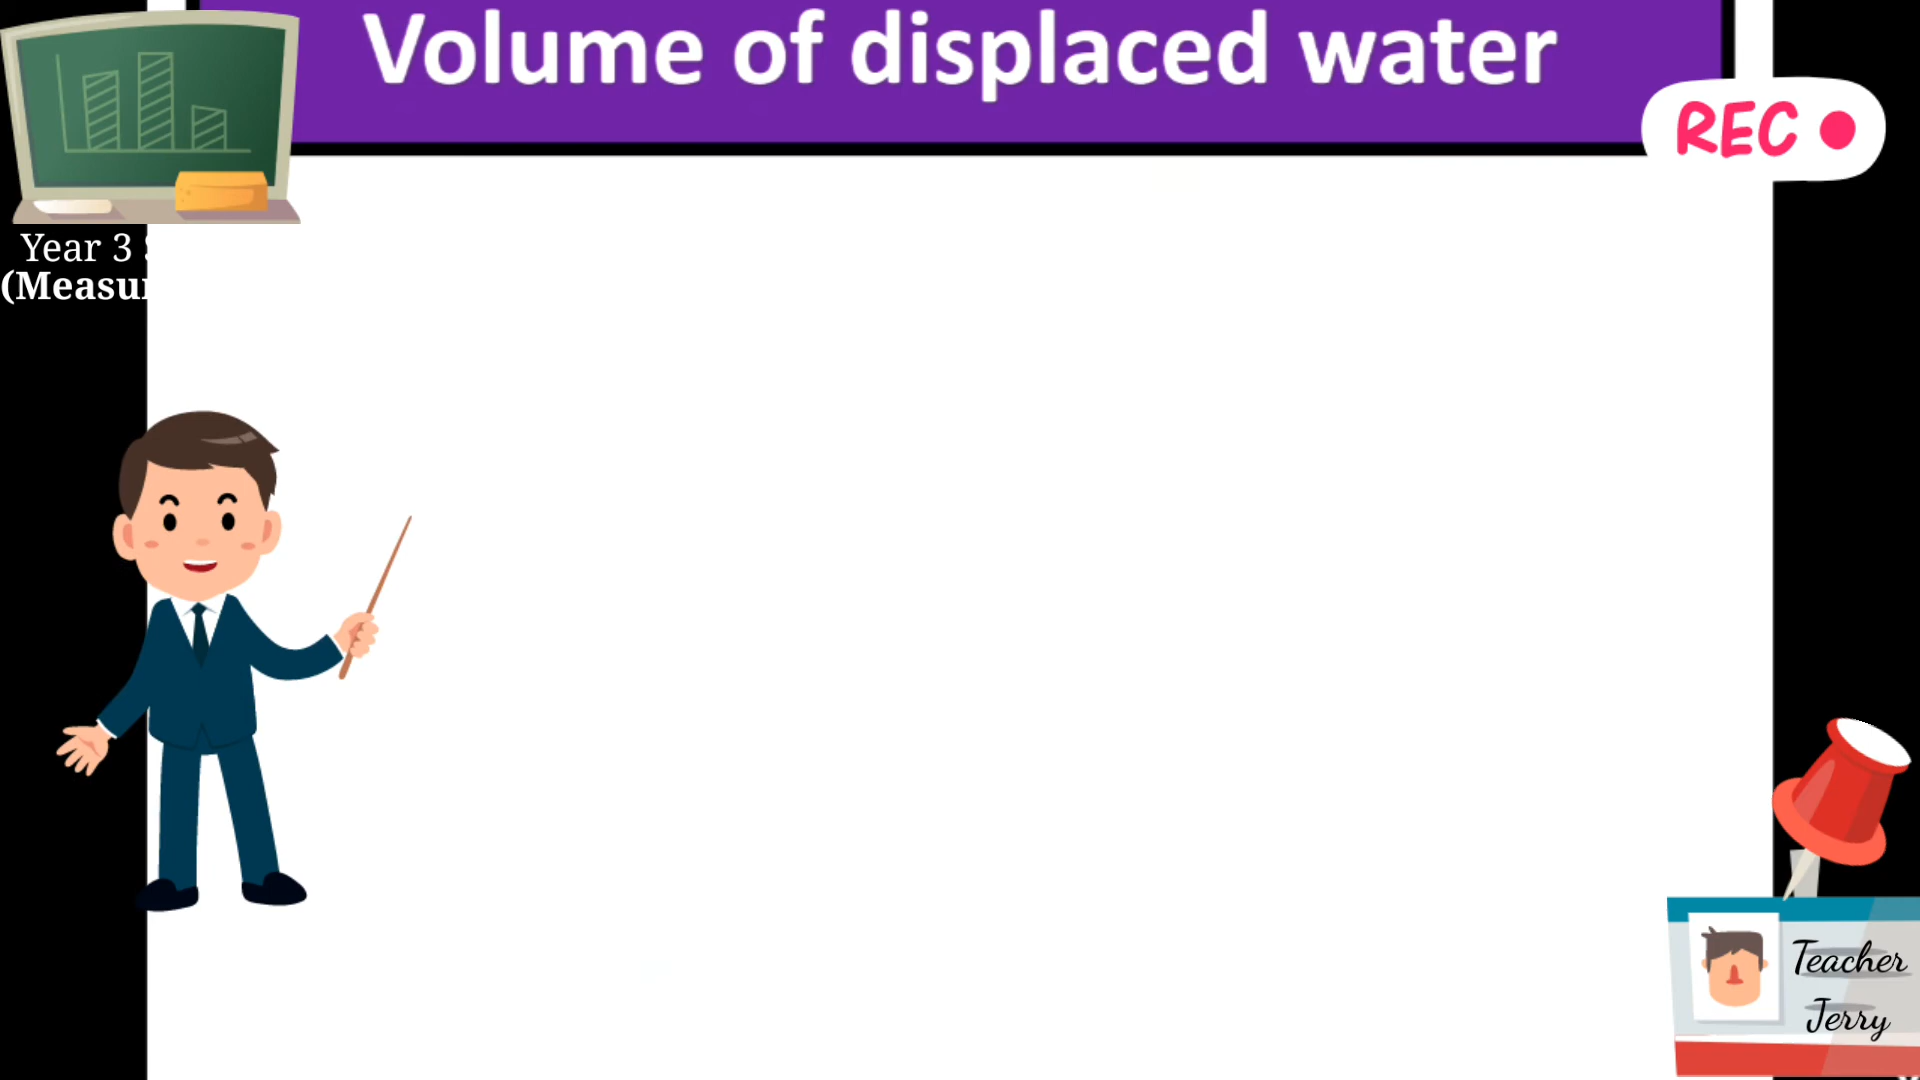 Volume of displaced water
REC
Year 3
(Measu
Teacher
Jerry